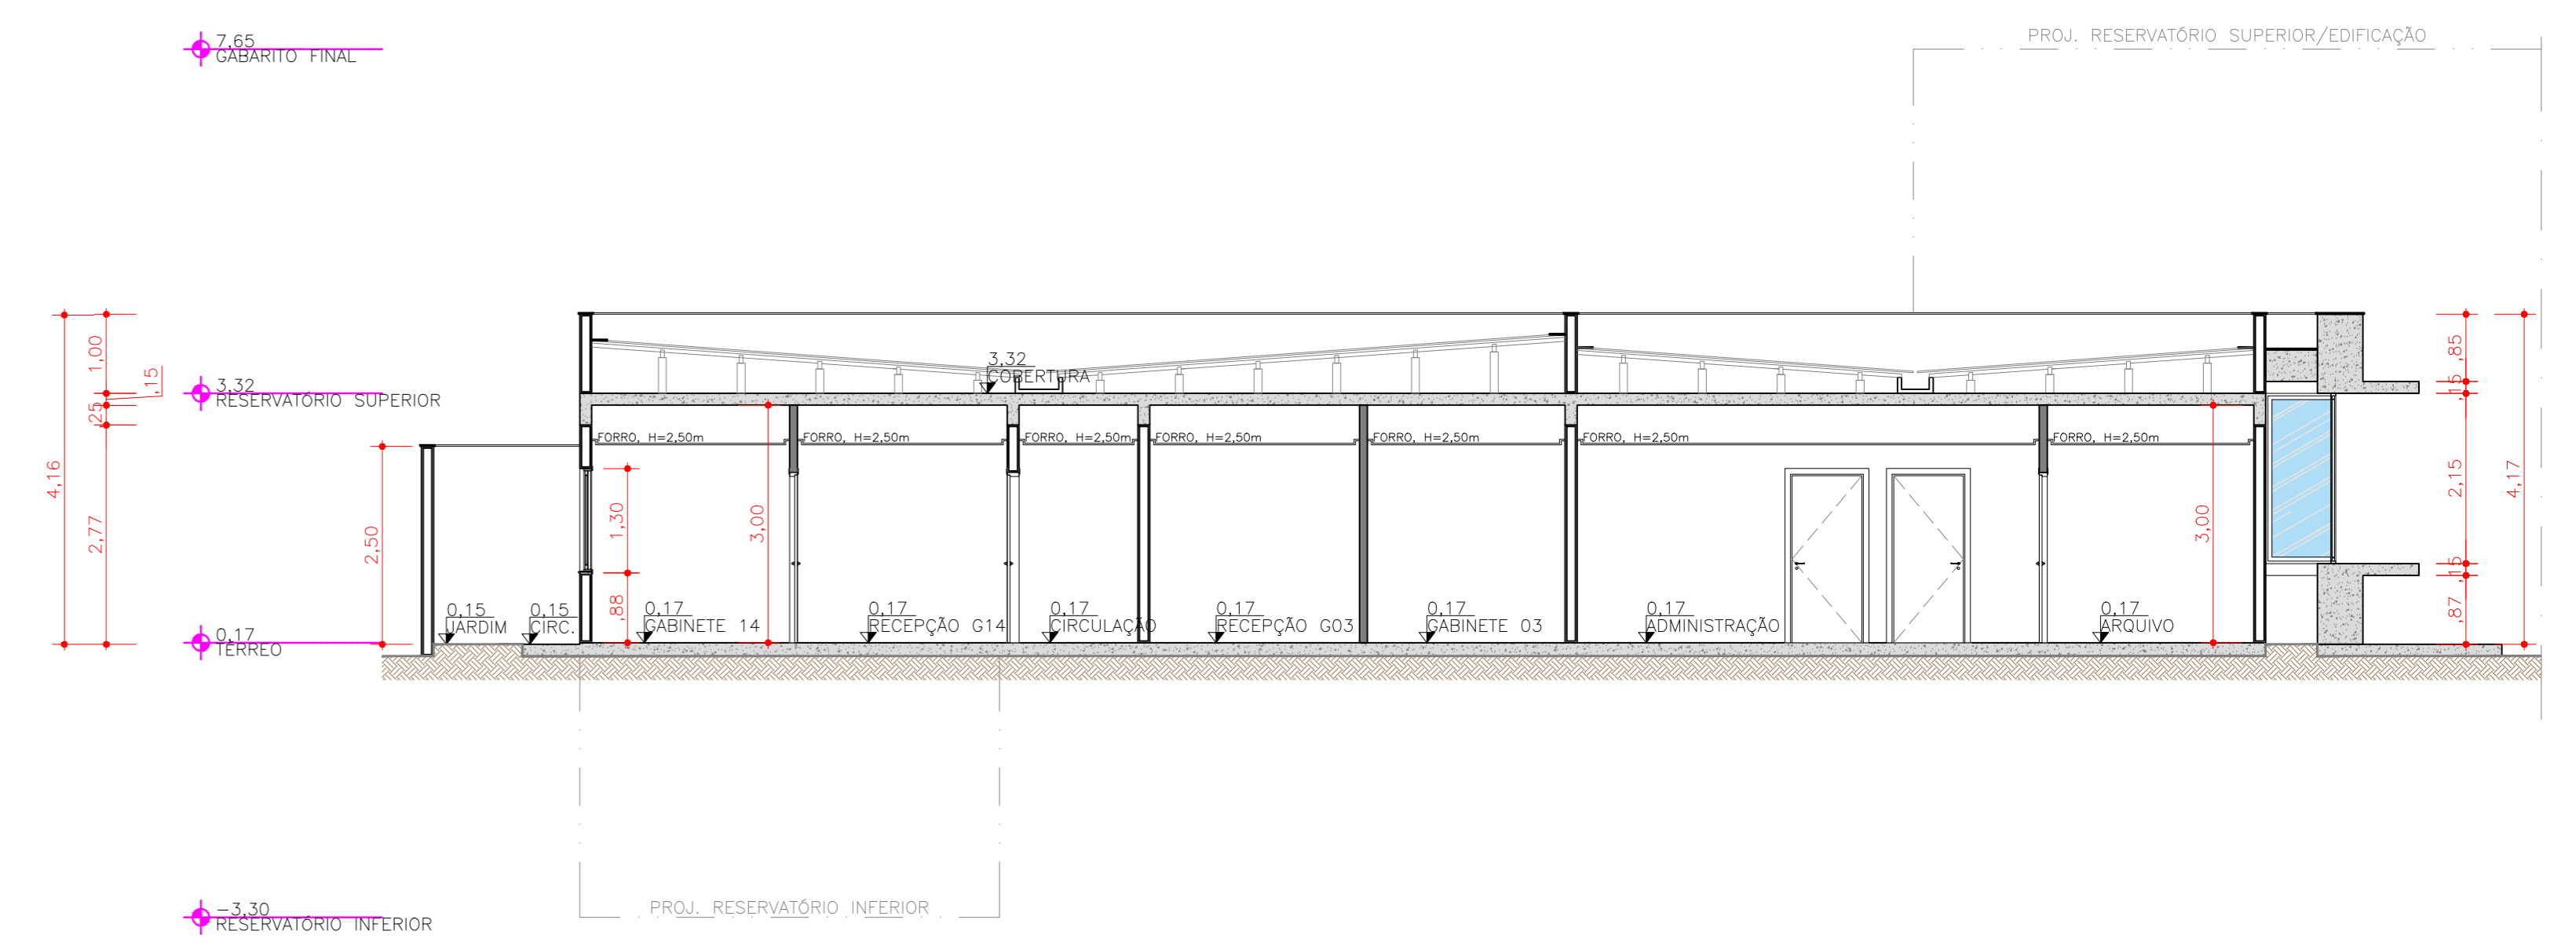 7,65
GABARITO FINAL
PROJ. RESERVATÓRIO SUPERIOR/EDIFICAÇÃO
3,32
RESERVATÓRIO SUPERIOR
3,32
COBERTURA
1,00
,15
,25
2,77
4,16
2,50
1,30
,88
3,00
FORRO, H=2,50m
FORRO, H=2,50m
FORRO, H=2,50m
FORRO, H=2,50m
FORRO, H=2,50m
FORRO, H=2,50m
FORRO, H=2,50m
3,00
,85
,15
2,15
,15
,87
4,17
0,17
TÉRREO
0,15
JARDIM
0,15
CIRC.
0,17
GABINETE 14
0,17
RECEPÇÃO G14
0,17
CIRCULAÇÃO
0,17
RECEPÇÃO G03
0,17
GABINETE 03
0,17
ADMINISTRAÇÃO
0,17
ARQUIVO
PROJ. RESERVATÓRIO INFERIOR
-3,30
RESERVATÓRIO INFERIOR